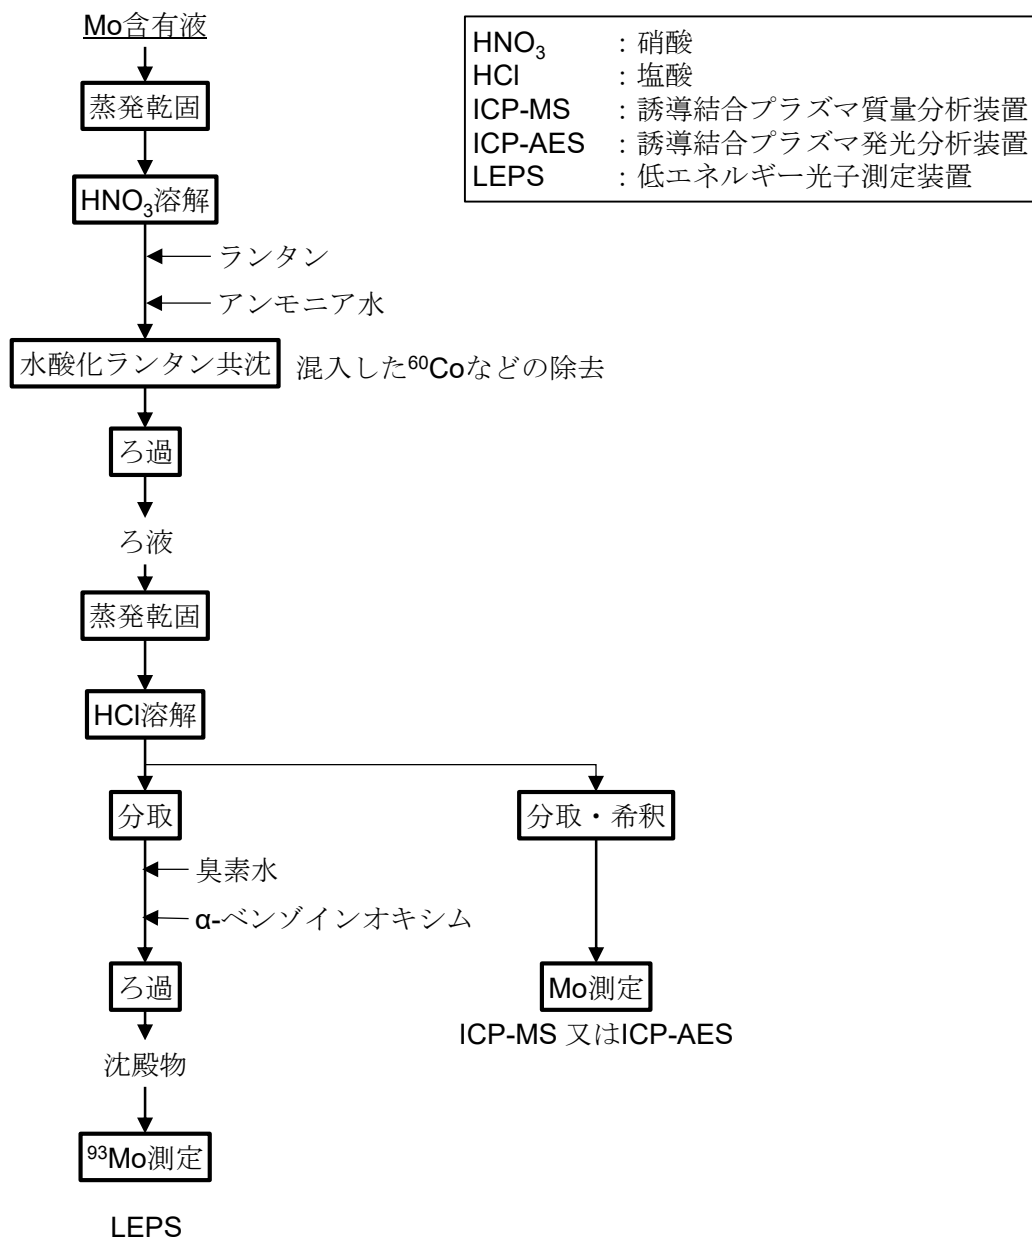 Mo含有液
HNO₃ : 硝酸
HCl : 塩酸
ICP-MS : 誘導結合プラズマ質量分析装置
ICP-AES : 誘導結合プラズマ発光分析装置
LEPS : 低エネルギー光子測定装置
蒸発乾固
HNO₃溶解
ランタン
アンモニア水
水酸化ランタン共沈
混入した⁶⁰Coなどの除去
ろ過
ろ液
蒸発乾固
HCl溶解
分取
分取・希釈
臭素水
α-ベンゾインオキシム
ろ過
Mo測定
ICP-MS 又はICP-AES
沈殿物
⁹³Mo測定
LEPS